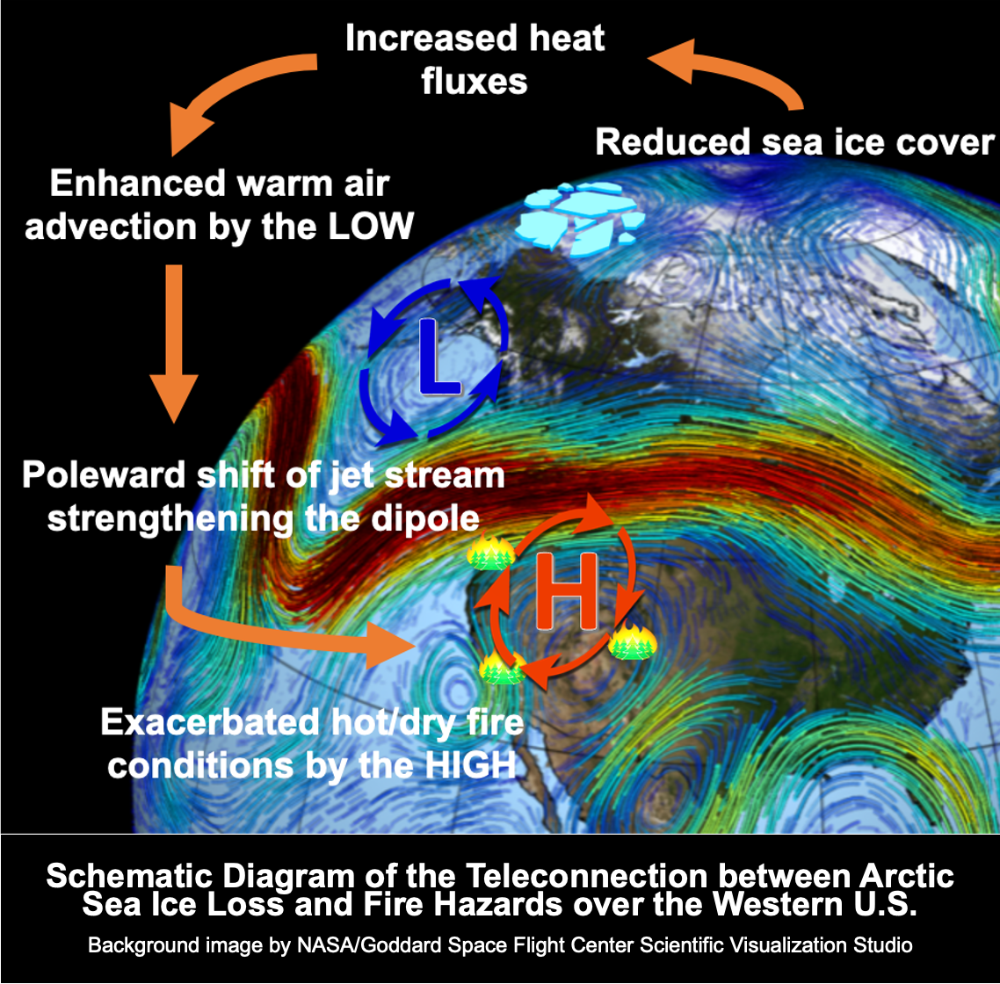 Increased heat
fluxes
Reduced sea ice cover
Enhanced warm air
advection by the LOW
L
Poleward shift of jet stream
strengthening the dipole
H
Exacerbated hot/dry fire
conditions by the HIGH
Schematic Diagram of the Teleconnection between Arctic
Sea Ice Loss and Fire Hazards over the Western U.S.
Background image by NASA/Goddard Space Flight Center Scientific Visualization Studio